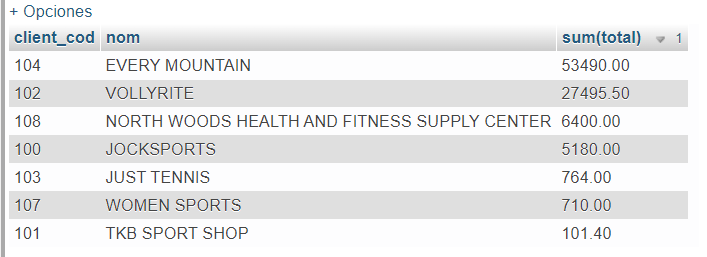 + Opciones
client_cod nom sum(total) 1
104 EVERY MOUNTAIN 53490.00
102 VOLLYRITE 27495.50
108 NORTH WOODS HEALTH AND FITNESS SUPPLY CENTER 6400.00
100 JOCKSPORTS 5180.00
103 JUST TENNIS 764.00
107 WOMEN SPORTS 710.00
101 TKB SPORT SHOP 101.40